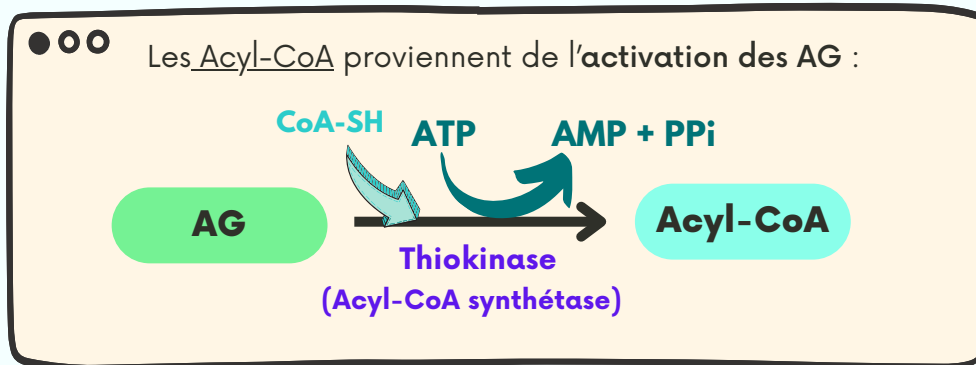 Les Acyl-CoA proviennent de l'activation des AG :
CoA-SH
ATP
AMP + PPi
AG
Acyl-CoA
Thiokinase
(Acyl-CoA synthétase)